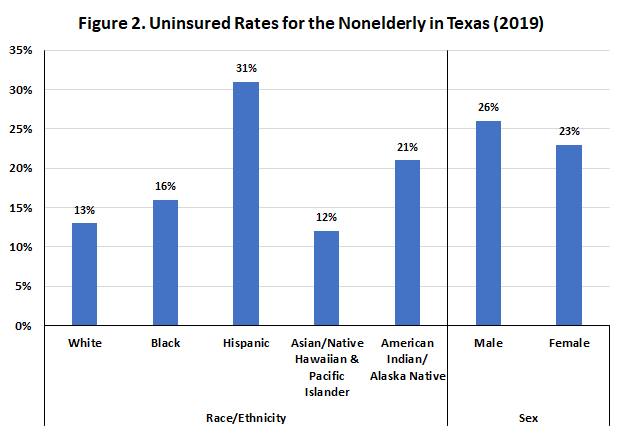 Figure 2. Uninsured Rates for the Nonelderly in Texas (2019)
35%
30%
25%
20%
15%
10%
5%
0%
13%
16%
31%
12%
21%
26%
23%
White
Black
Hispanic
Asian/Native
Hawaiian &
Pacific
Islander
American
Indian/
Alaska Native
Male
Female
Race/Ethnicity
Sex